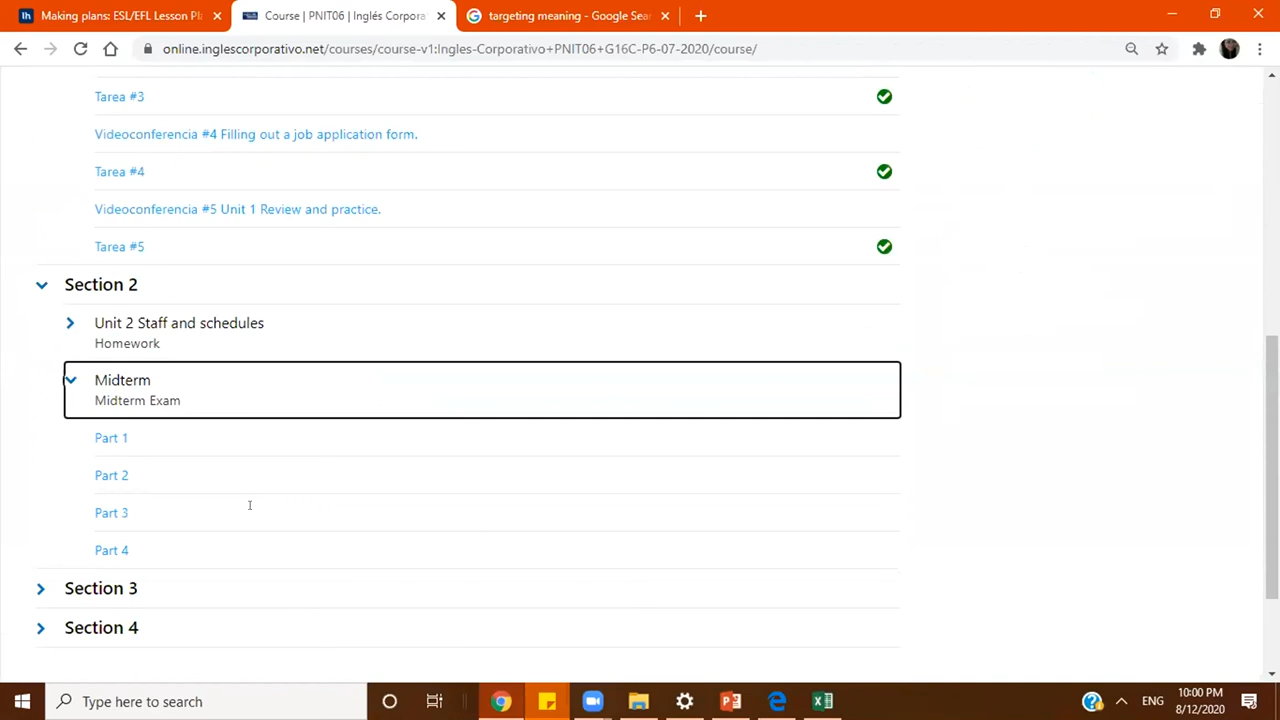 Making plans: ESL/EFL Lesson Pla
Course | PNIT06 | Inglés Corpora
targeting meaning - Google Sear
online.inglescorporativo.net/courses/course-v1:Ingles-Corporativo+PNIT06+G16C-P6-07-2020/course/
Tarea #3
Videoconferencia #4 Filling out a job application form.
Tarea #4
Videoconferencia #5 Unit 1 Review and practice.
Tarea #5
Section 2
Unit 2 Staff and schedules
Homework
Midterm
Midterm Exam
Part 1
Part 2
Part 3
Part 4
Section 3
Section 4
Type here to search
ENG
10:00 PM
8/12/2020